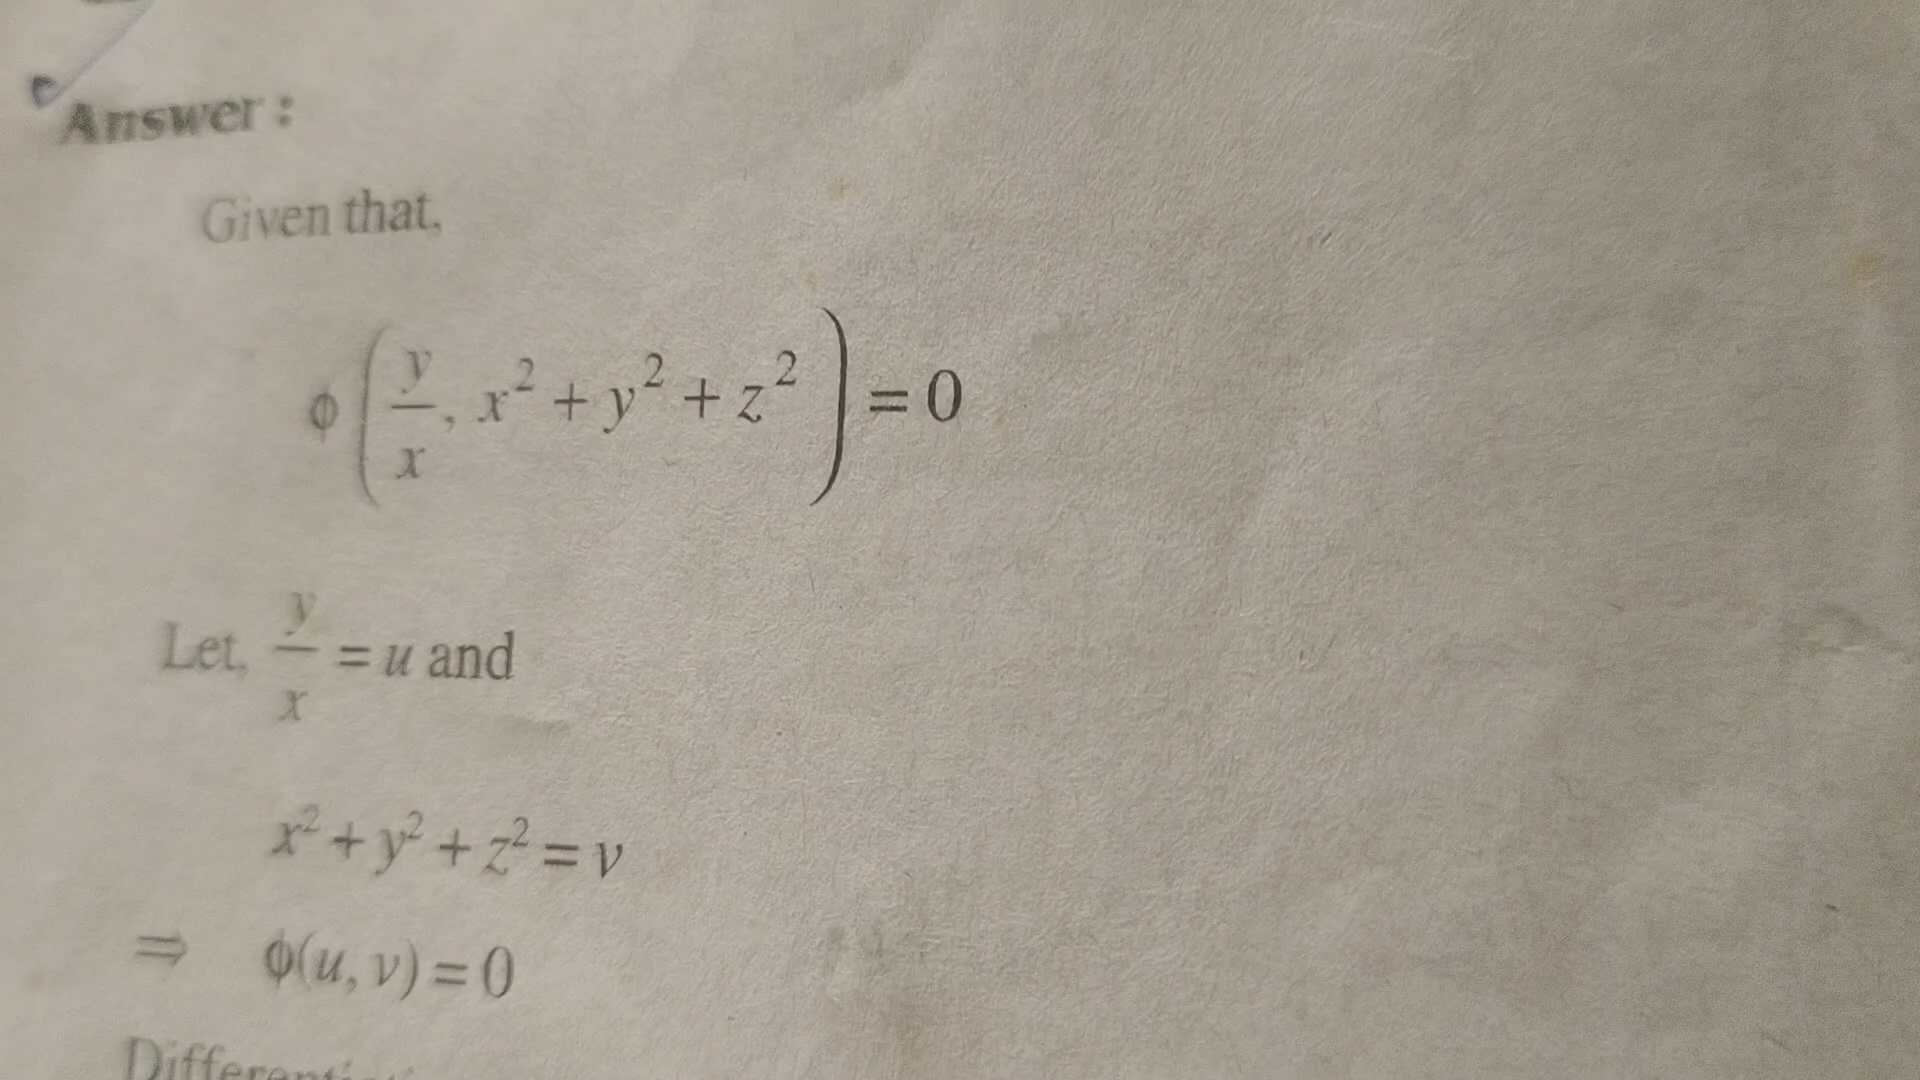 Answer :
Given that,
ϕ(y/x, x² + y² + z²) = 0
Let, y/x = u and
x² + y² + z² = v
⇒ ϕ(u, v) = 0